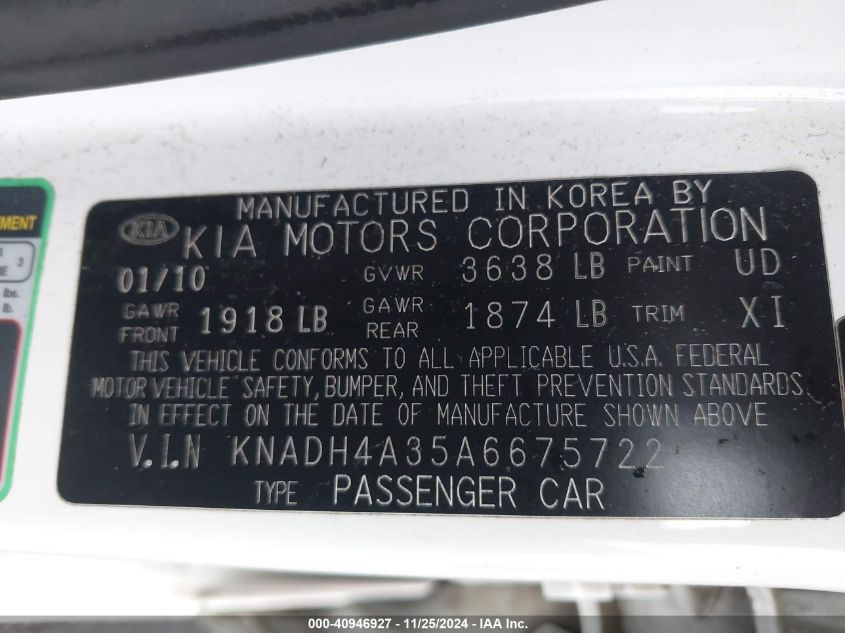 MANUFACTURED IN KOREA BY
KIA KIA MOTORS CORPORATION
01/10 GVWR 3638 LB PAINT UD
GAWR FRONT 1918 LB GAWR REAR 1874 LB TRIM XI
THIS VEHICLE CONFORMS TO ALL APPLICABLE U.S.A. FEDERAL
MOTOR VEHICLE SAFETY, BUMPER, AND THEFT PREVENTION STANDARDS
IN EFFECT ON THE DATE OF MANUFACTURE SHOWN ABOVE
V.I.N KNADH4A35A6675722
TYPE PASSENGER CAR
3
lbs.
lb.
000-40946927 - 11/25/2024 - IAA Inc.